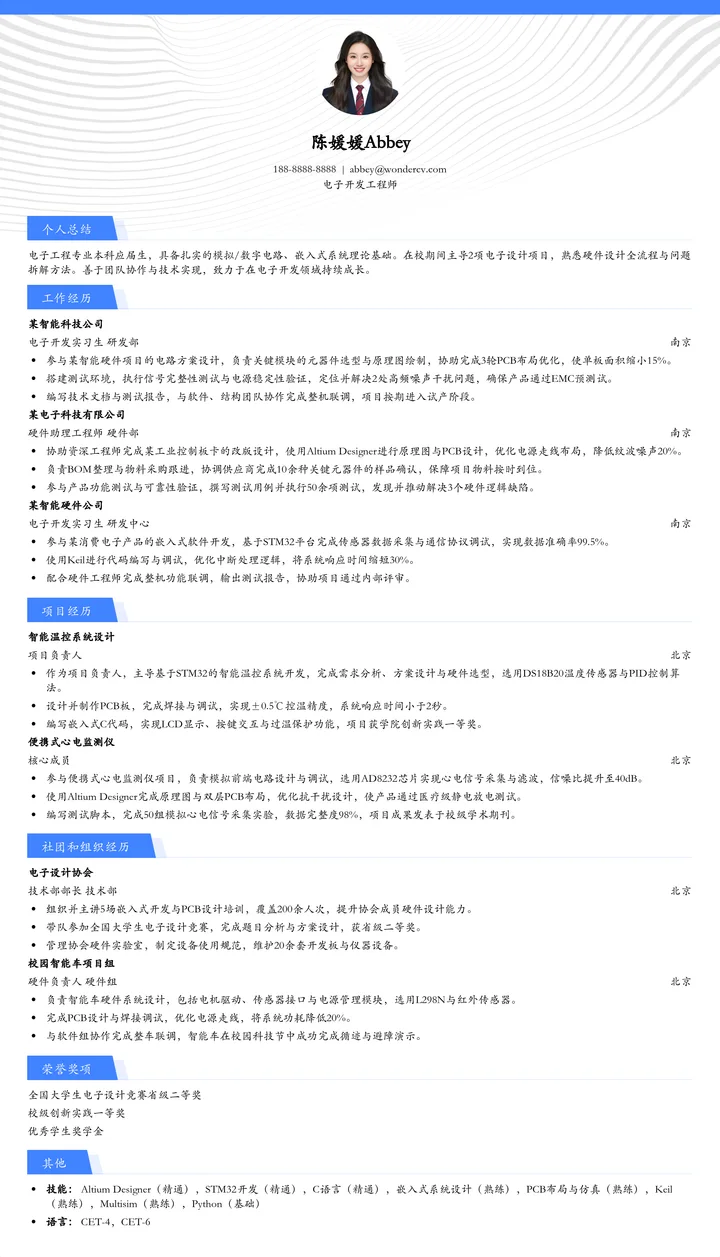 陈媛媛Abbey
188-8888-8888 | abbey@wondercv.com
电子开发工程师
个人总结
电子工程专业本科应届生，具备扎实的模拟/数字电路、嵌入式系统理论基础。在校期间主导2项电子设计项目，熟悉硬件设计全流程与问题
拆解方法。善于团队协作与技术实现，致力于在电子开发领域持续成长。
工作经历
某智能科技公司
电子开发实习生 研发部 南京
• 参与某智能硬件项目的电路方案设计，负责关键模块的元器件选型与原理图绘制，协助完成3轮PCB布局优化，使单板面积缩小15%。
• 搭建测试环境，执行信号完整性测试与电源稳定性验证，定位并解决2处高频噪声干扰问题，确保产品通过EMC预测试。
• 编写技术文档与测试报告，与软件、结构团队协作完成整机联调，项目按期进入试产阶段。
某电子科技有限公司
硬件助理工程师 硬件部 南京
• 协助资深工程师完成某工业控制板卡的改版设计，使用Altium Designer进行原理图与PCB设计，优化电源走线布局，降低纹波噪声20%。
• 负责BOM整理与物料采购跟进，协调供应商完成10余种关键元器件的样品确认，保障项目物料按时到位。
• 参与产品功能测试与可靠性验证，撰写测试用例并执行50余项测试，发现并推动解决3个硬件逻辑缺陷。
某智能硬件公司
电子开发实习生 研发中心 南京
• 参与某消费电子产品的嵌入式软件开发，基于STM32平台完成传感器数据采集与通信协议调试，实现数据准确率99.5%。
• 使用Keil进行代码编写与调试，优化中断处理逻辑，将系统响应时间缩短30%。
• 配合硬件工程师完成整机功能联调，输出测试报告，协助项目通过内部评审。
项目经历
智能温控系统设计
项目负责人 北京
• 作为项目负责人，主导基于STM32的智能温控系统开发，完成需求分析、方案设计与硬件选型，选用DS18B20温度传感器与PID控制算
法。
• 设计并制作PCB板，完成焊接与调试，实现±0.5℃控温精度，系统响应时间小于2秒。
• 编写嵌入式C代码，实现LCD显示、按键交互与过温保护功能，项目获学院创新实践一等奖。
便携式心电监测仪
核心成员 北京
• 参与便携式心电监测仪项目，负责模拟前端电路设计与调试，选用AD8232芯片实现心电信号采集与滤波，信噪比提升至40dB。
• 使用Altium Designer完成原理图与双层PCB布局，优化抗干扰设计，使产品通过医疗级静电放电测试。
• 编写测试脚本，完成50组模拟心电信号采集实验，数据完整度98%，项目成果发表于校级学术期刊。
社团和组织经历
电子设计协会
技术部部长 技术部 北京
• 组织并主讲5场嵌入式开发与PCB设计培训，覆盖200余人次，提升协会成员硬件设计能力。
• 带队参加全国大学生电子设计竞赛，完成题目分析与方案设计，获省级二等奖。
• 管理协会硬件实验室，制定设备使用规范，维护20余套开发板与仪器设备。
校园智能车项目组
硬件负责人 硬件组 北京
• 负责智能车硬件系统设计，包括电机驱动、传感器接口与电源管理模块，选用L298N与红外传感器。
• 完成PCB设计与焊接调试，优化电源走线，将系统功耗降低20%。
• 与软件组协作完成整车联调，智能车在校园科技节中成功完成循迹与避障演示。
荣誉奖项
全国大学生电子设计竞赛省级二等奖
校级创新实践一等奖
优秀学生奖学金
其他
• 技能： Altium Designer（精通）, STM32开发（精通）, C语言（精通）, 嵌入式系统设计（熟练）, PCB布局与仿真（熟练）, Keil
（熟练）, Multisim（熟练）, Python（基础）
• 语言： CET-4，CET-6